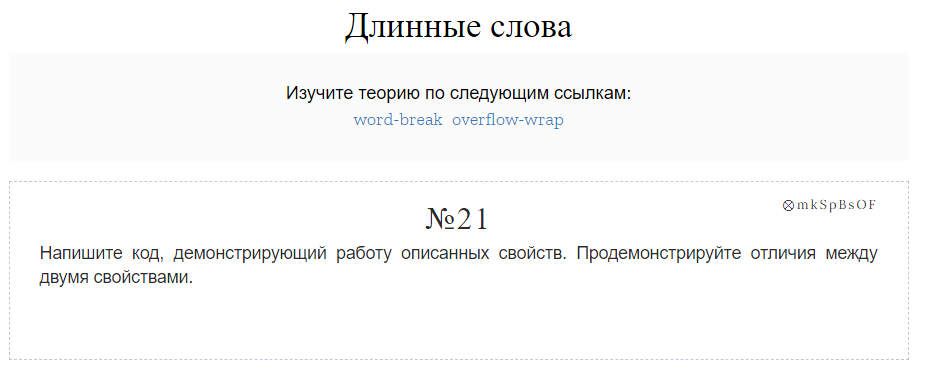 Длинные слова
Изучите теорию по следующим ссылкам:
word-break overflow-wrap
⊗mkSpBsOF
№21
Напишите код, демонстрирующий работу описанных свойств. Продемонстрируйте отличия между
двумя свойствами.